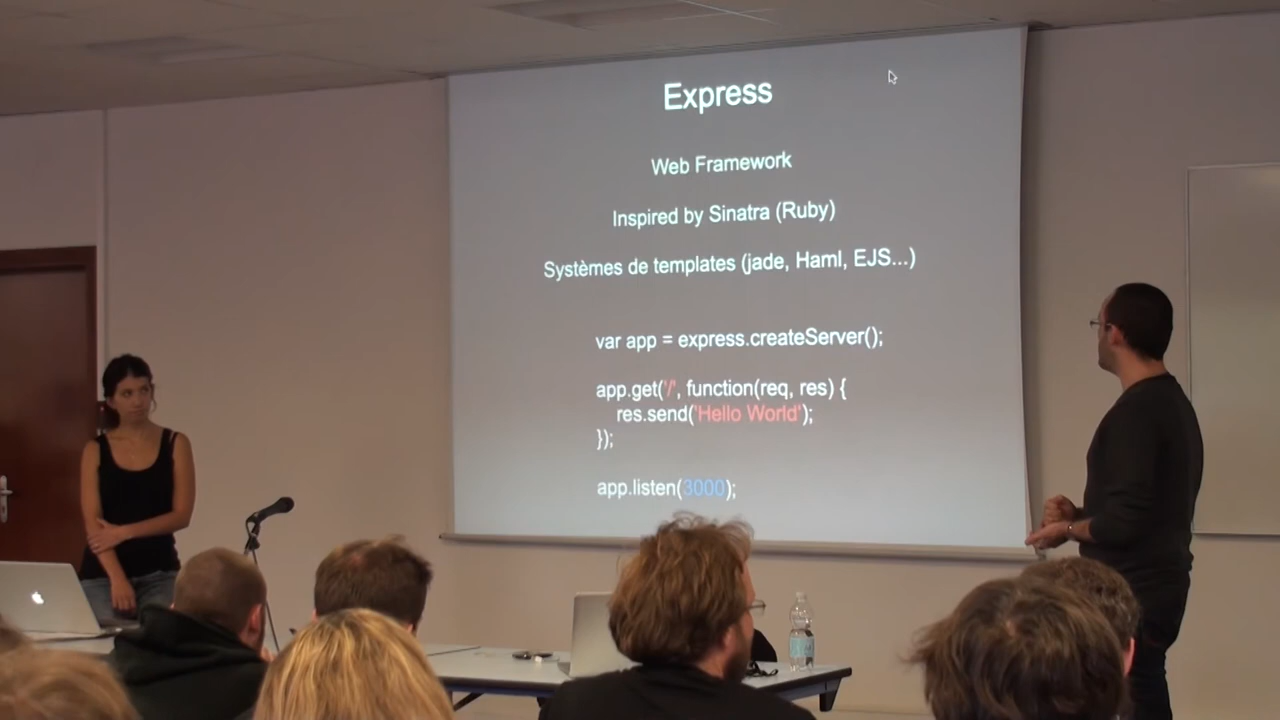 Express
Web Framework
Inspired by Sinatra (Ruby)
Systèmes de templates (jade, Haml, EJS...)
var app = express.createServer();
app.get('/', function(req, res) {
res.send('Hello World');
});
app.listen(3000);